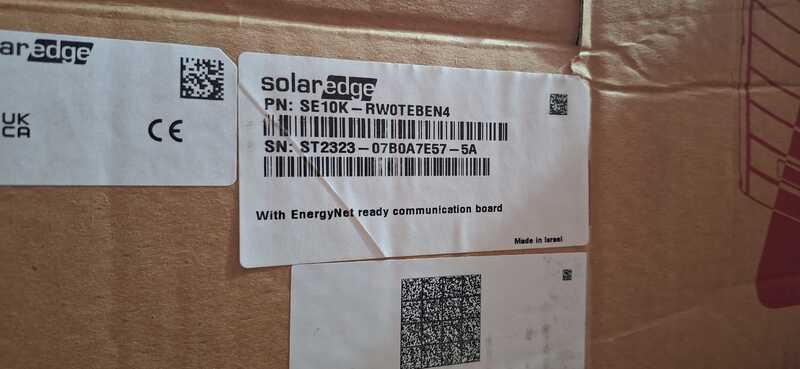 aredge
UK
CA
CE
solaredge
PN: SE10K-RW0TEBEN4
SN: ST2323-07B0A7E57-5A
With EnergyNet ready communication board
Made in Israel